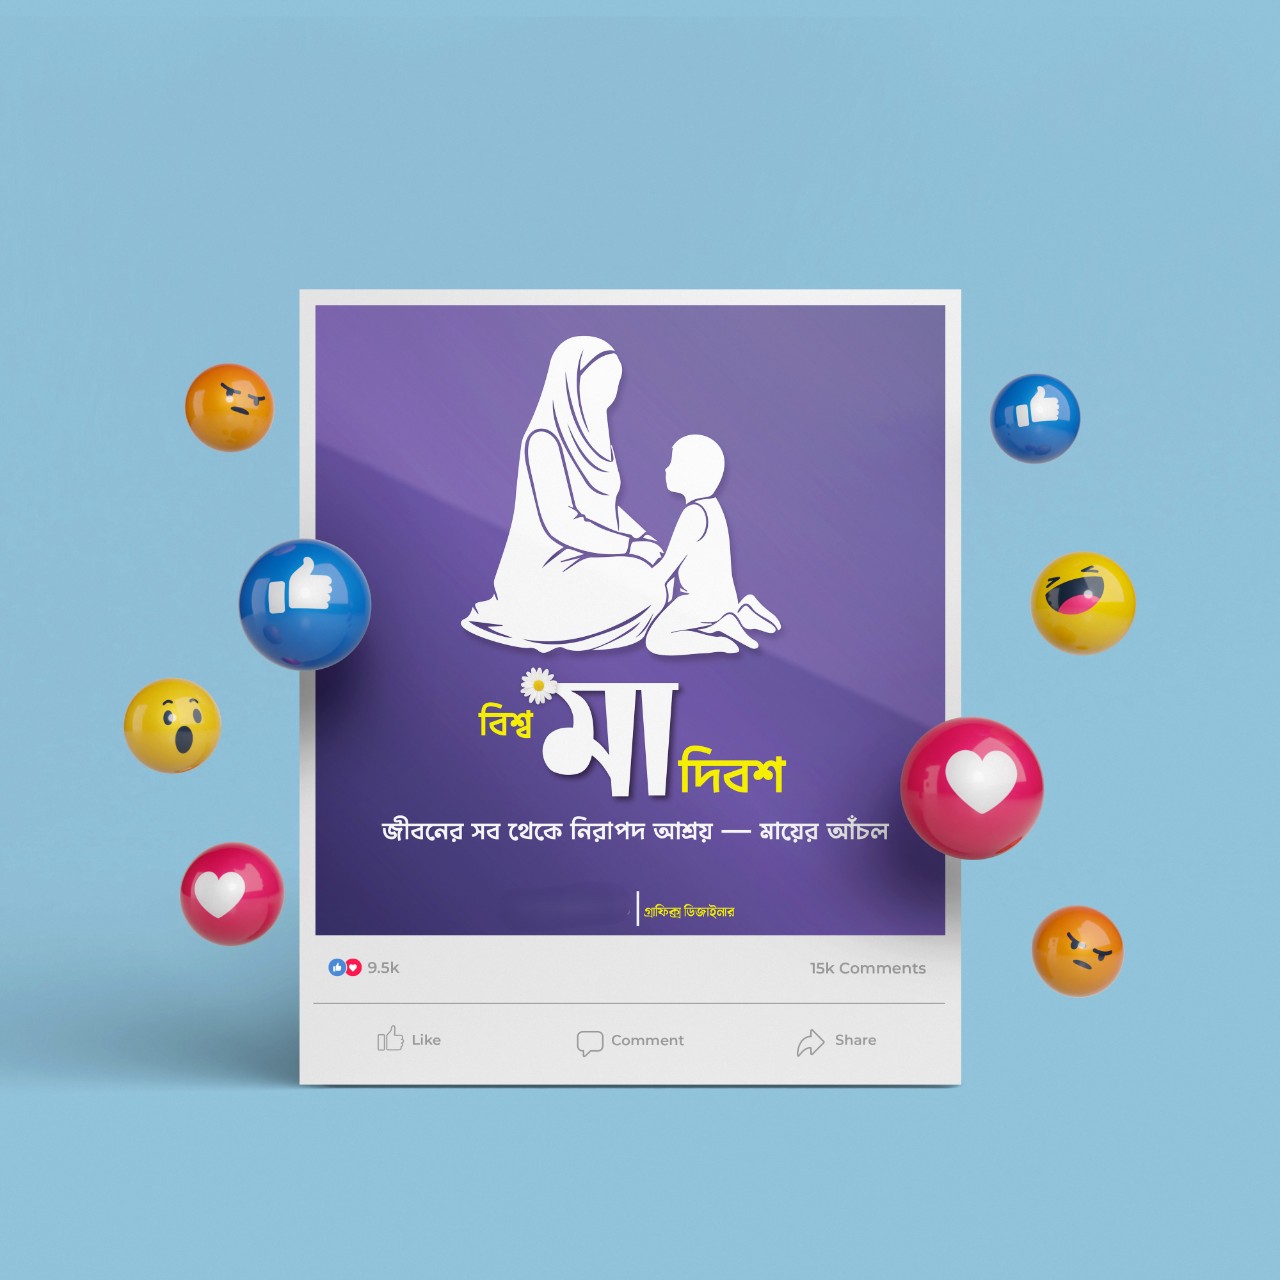 বিশ্ব মা দিবশ
জীবনের সব থেকে নিরাপদ আশ্রয় — মায়ের আঁচল
গ্রাফিক্স ডিজাইনার
9.5k 15k Comments
Like Comment Share